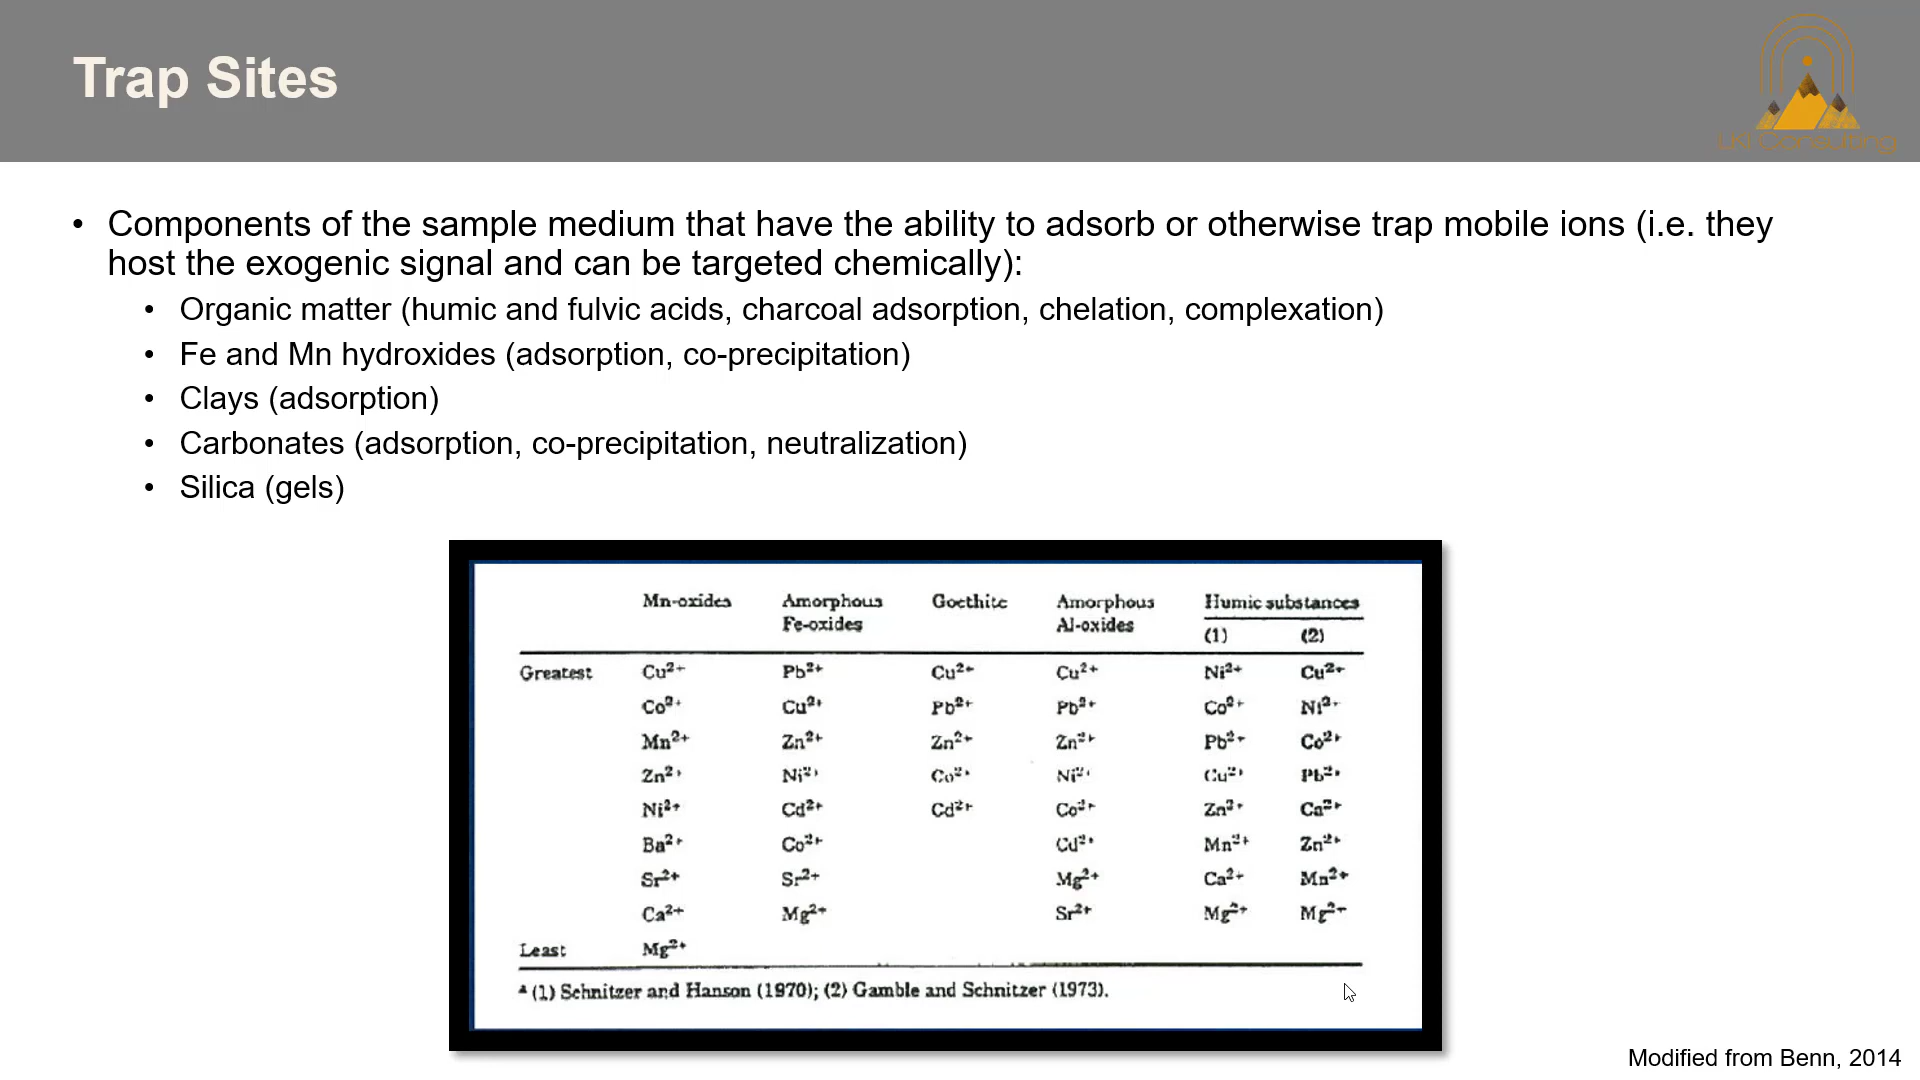 Trap Sites
LKI Consulting
• Components of the sample medium that have the ability to adsorb or otherwise trap mobile ions (i.e. they
host the exogenic signal and can be targeted chemically):
• Organic matter (humic and fulvic acids, charcoal adsorption, chelation, complexation)
• Fe and Mn hydroxides (adsorption, co-precipitation)
• Clays (adsorption)
• Carbonates (adsorption, co-precipitation, neutralization)
• Silica (gels)
Mn-oxides Amorphous Goethite Amorphous Humic substances
Fe-oxides Al-oxides (1) (2)
Greatest Cu²⁺ Pb²⁺ Cu²⁺ Cu²⁺ Ni²⁺ Cu²⁺
Co²⁺ Cu²⁺ Pb²⁺ Pb²⁺ Co²⁺ Ni²⁺
Mn²⁺ Zn²⁺ Zn²⁺ Zn²⁺ Pb²⁺ Co²⁺
Zn²⁺ Ni²⁺ Co²⁺ Ni²⁺ Cu²⁺ Pb²⁺
Ni²⁺ Cd²⁺ Cd²⁺ Co²⁺ Zn²⁺ Ca²⁺
Ba²⁺ Co²⁺ Cd²⁺ Mn²⁺ Zn²⁺
Sr²⁺ Sr²⁺ Mg²⁺ Ca²⁺ Mn²⁺
Ca²⁺ Mg²⁺ Sr²⁺ Mg²⁺ Mg²⁺
Least Mg²⁺
ᵃ (1) Schnitzer and Hanson (1970); (2) Gamble and Schnitzer (1973).
Modified from Benn, 2014